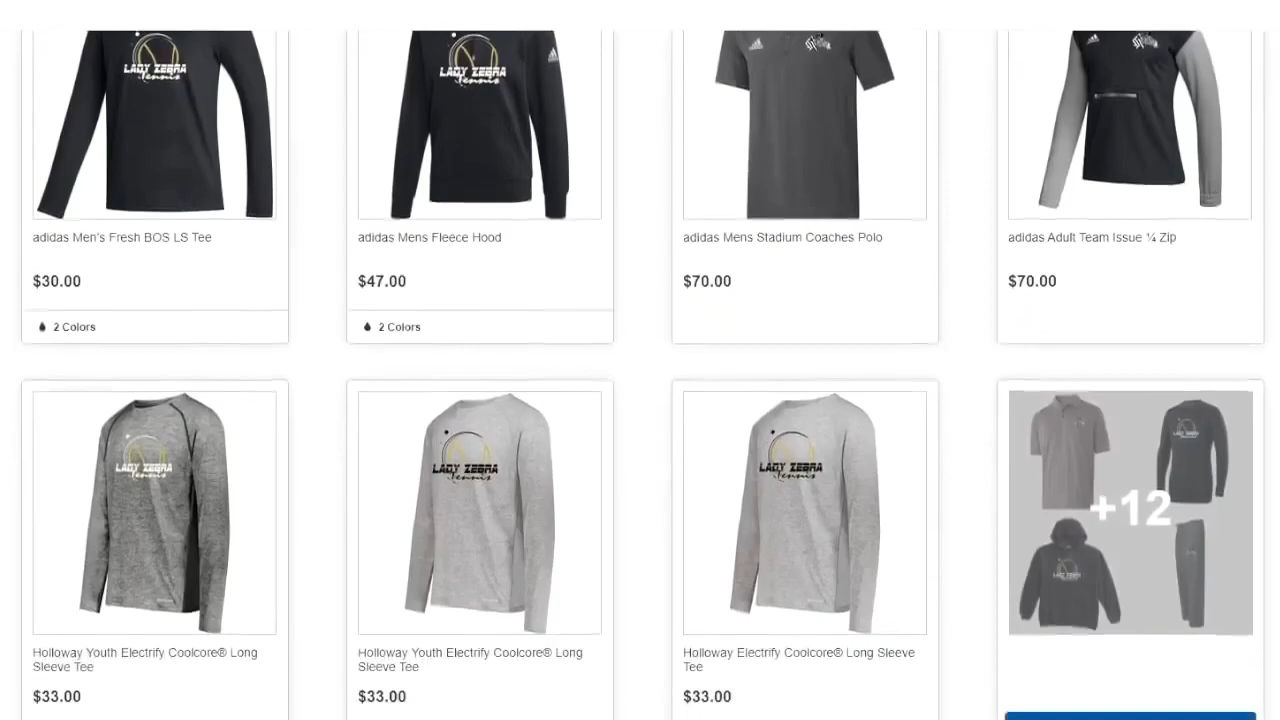 LADY ZEBRA
Tennis
LADY ZEBRA
Tennis
adidas Men's Fresh BOS LS Tee
adidas Mens Fleece Hood
adidas Mens Stadium Coaches Polo
adidas Adult Team Issue ¼ Zip
$30.00
$47.00
$70.00
$70.00
2 Colors
2 Colors
LADY ZEBRA
Tennis
LADY ZEBRA
Tennis
LADY ZEBRA
Tennis
LADY ZEBRA
+12
LADY ZEBRA
Holloway Youth Electrify Coolcore® Long
Sleeve Tee
Holloway Youth Electrify Coolcore® Long
Sleeve Tee
Holloway Electrify Coolcore® Long Sleeve
Tee
$33.00
$33.00
$33.00